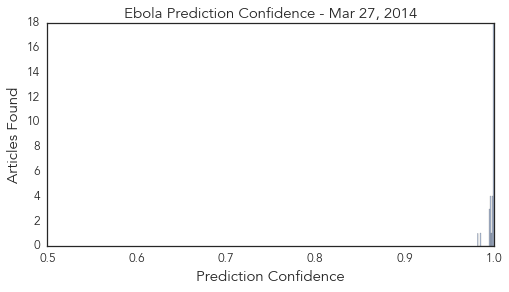 Ebola Prediction Confidence - Mar 27, 2014
Articles Found
18
16
14
12
10
8
6
4
2
0
0.5 0.6 0.7 0.8 0.9 1.0
Prediction Confidence